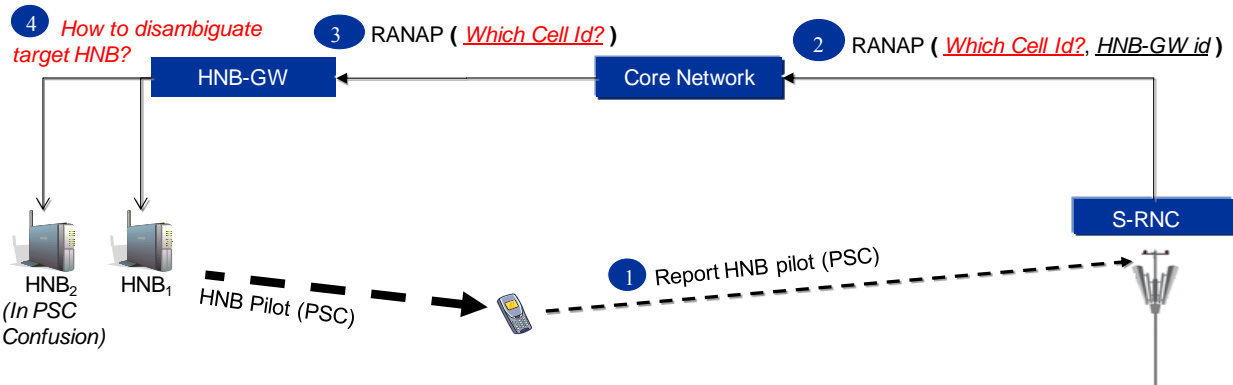 4 How to disambiguate
target HNB?
3 RANAP ( Which Cell Id? )
2 RANAP ( Which Cell Id?, HNB-GW id )
HNB-GW
Core Network
S-RNC
1 Report HNB pilot (PSC)
HNB Pilot (PSC)
HNB₂
(In PSC
Confusion)
HNB₁